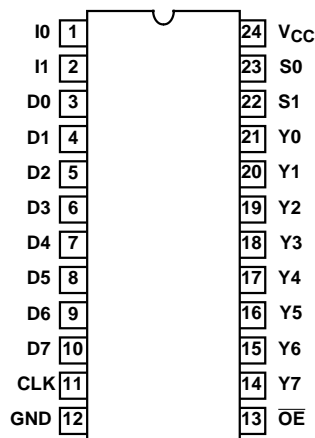 I0 1 24 VCC
I1 2 23 S0
D0 3 22 S1
D1 4 21 Y0
D2 5 20 Y1
D3 6 19 Y2
D4 7 18 Y3
D5 8 17 Y4
D6 9 16 Y5
D7 10 15 Y6
CLK 11 14 Y7
GND 12 13 O̅E̅